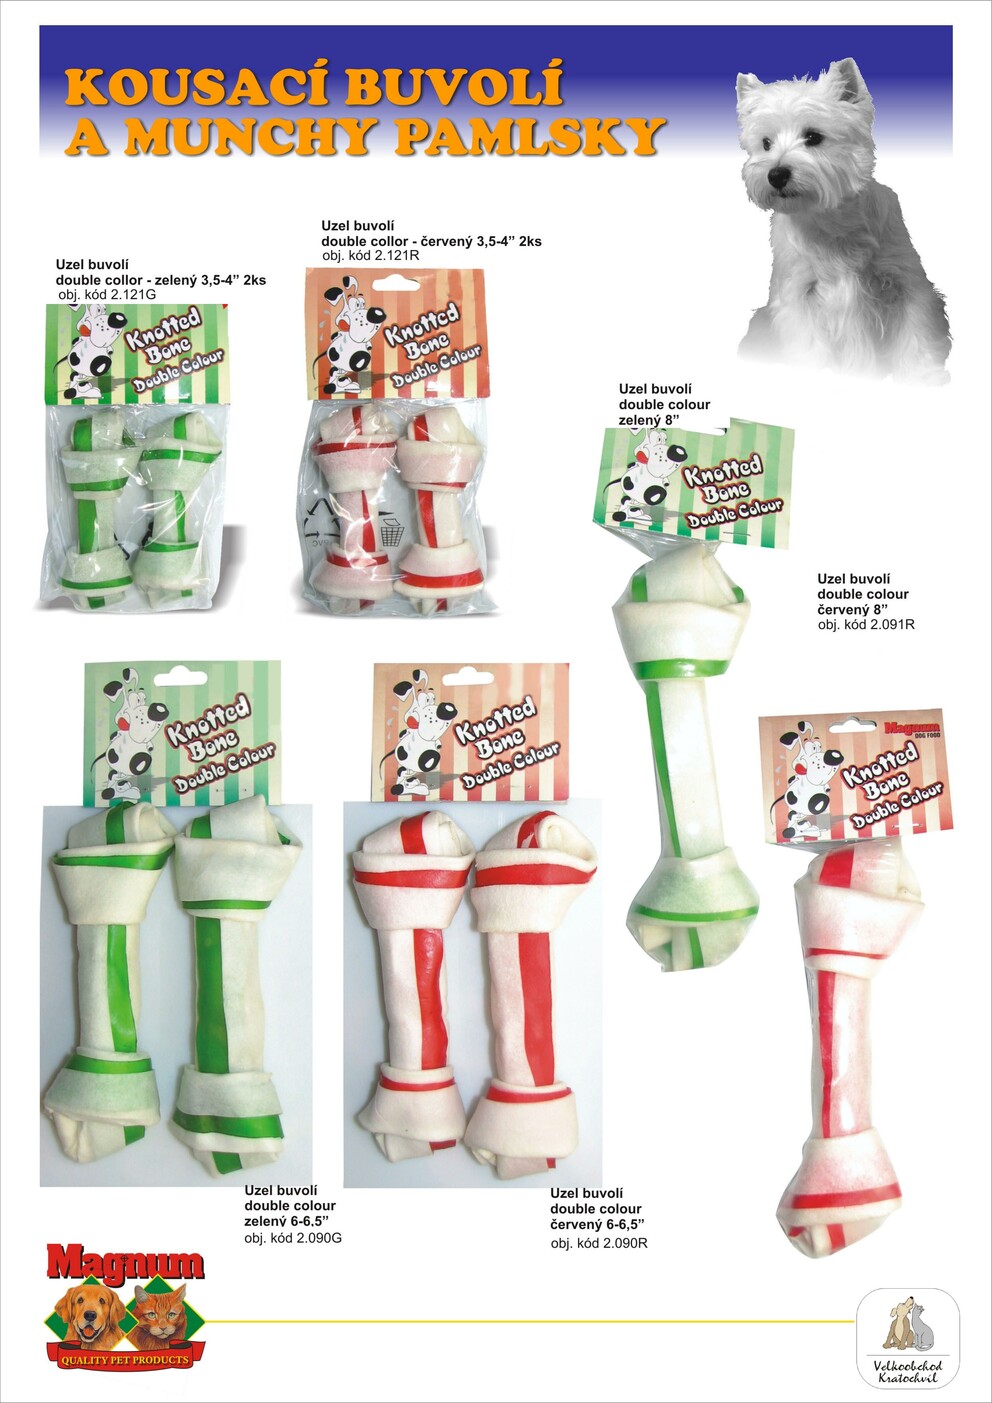 KOUSACÍ BUVOLÍ
A MUNCHY PAMLSKY
Uzel buvolí
double collor - červený 3,5-4” 2ks
obj. kód 2.121R
Uzel buvolí
double collor - zelený 3,5-4” 2ks
obj. kód 2.121G
Knotted
Bone
Double Colour
Knotted
Bone
Double Colour
Uzel buvolí
double colour
zelený 8”
Knotted
Bone
Double Colour
Uzel buvolí
double colour
červený 8”
obj. kód 2.091R
Knotted
Bone
Double Colour
Knotted
Bone
Double Colour
Magnum
DOG FOOD
Knotted
Bone
Double Colour
Uzel buvolí
double colour
zelený 6-6,5”
obj. kód 2.090G
Uzel buvolí
double colour
červený 6-6,5”
obj. kód 2.090R
Magnum
QUALITY PET PRODUCTS
Velkoobchod
Kratochvíl